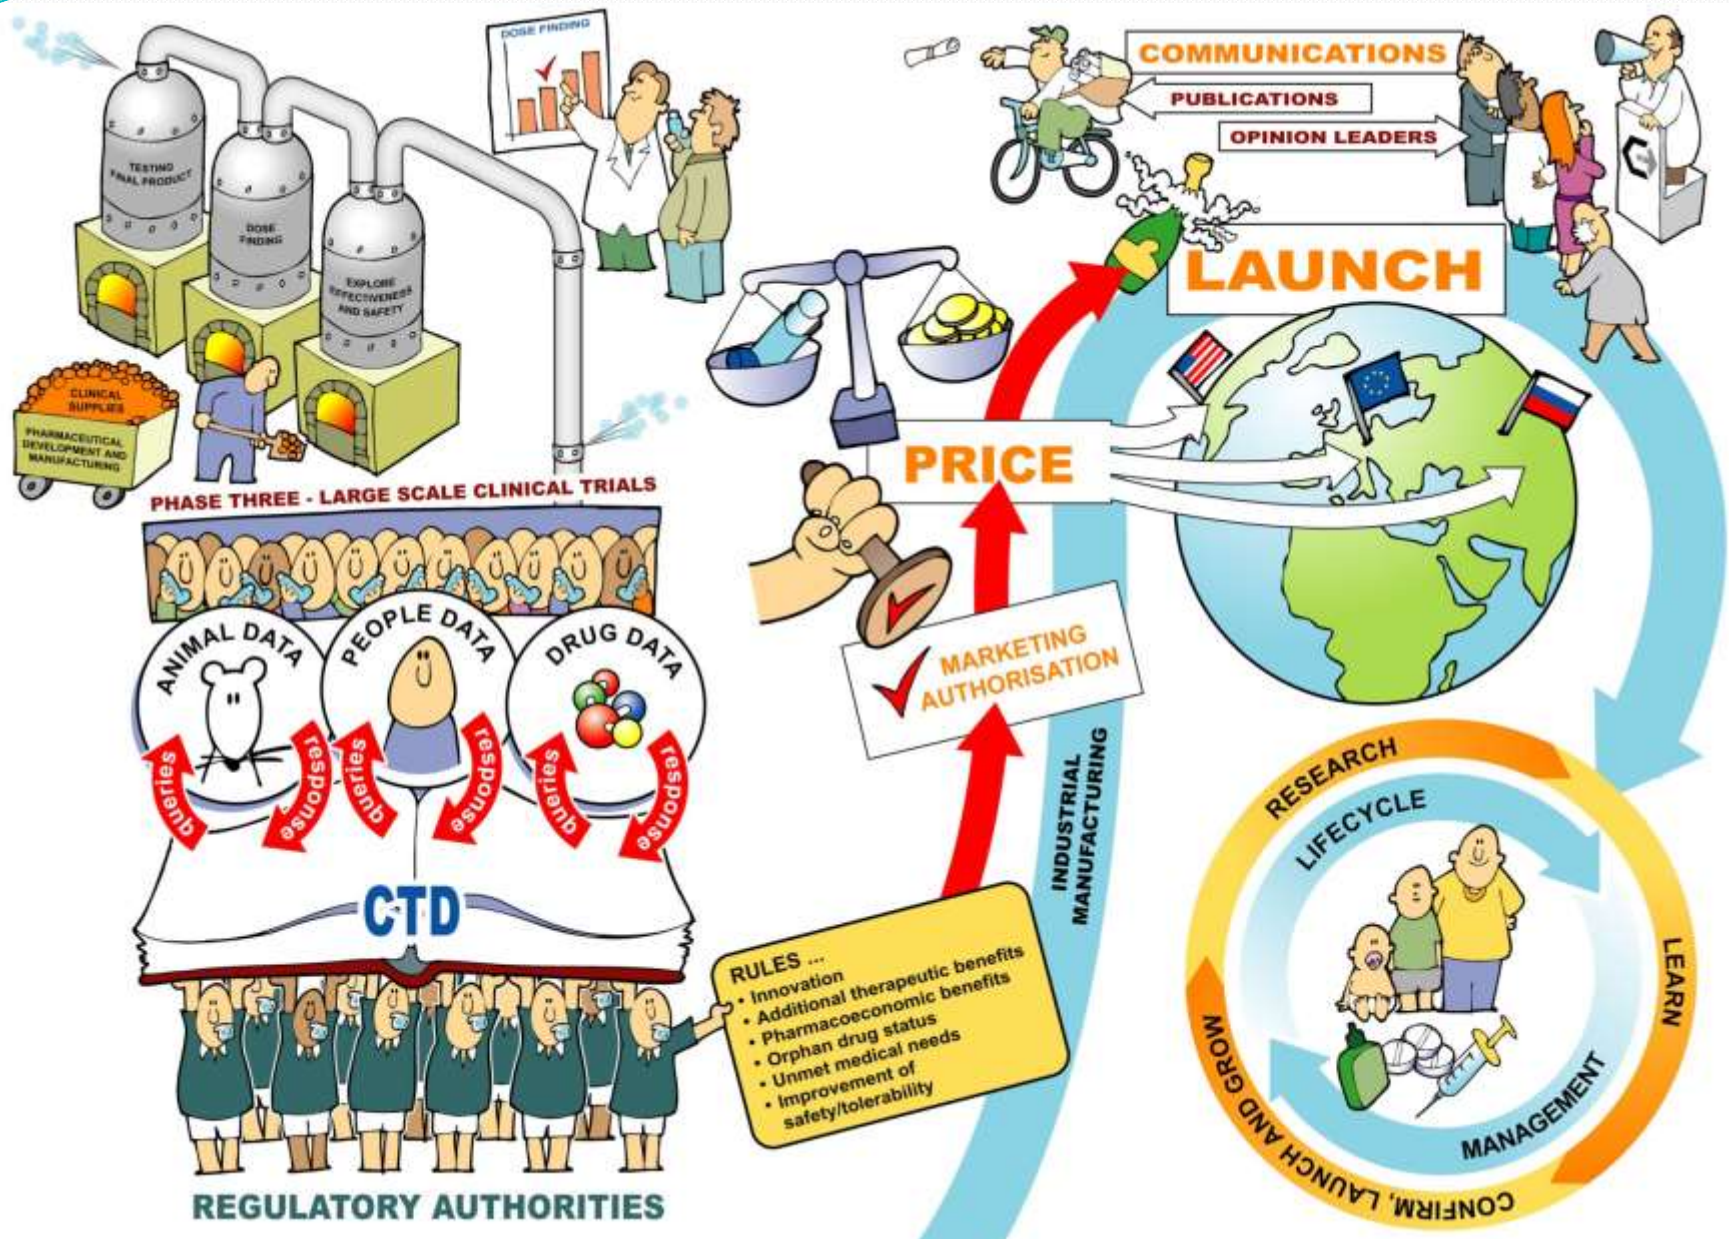 DOSE FINDING
TESTING
FINAL PRODUCT
DOSE
FINDING
EXPLORE
EFFECTIVENESS
AND SAFETY
CLINICAL
SUPPLIES
PHARMACEUTICAL
DEVELOPMENT AND
MANUFACTURING
PHASE THREE - LARGE SCALE CLINICAL TRIALS
ANIMAL DATA
PEOPLE DATA
DRUG DATA
queries
response
queries
response
queries
response
CTD
REGULATORY AUTHORITIES
RULES ...
• Innovation
• Additional therapeutic benefits
• Pharmacoeconomic benefits
• Orphan drug status
• Unmet medical needs
• Improvement of
safety/tolerability
MARKETING
AUTHORISATION
PRICE
INDUSTRIAL
MANUFACTURING
COMMUNICATIONS
PUBLICATIONS
OPINION LEADERS
LAUNCH
RESEARCH
LEARN
CONFIRM, LAUNCH AND GROW
LIFECYCLE
MANAGEMENT